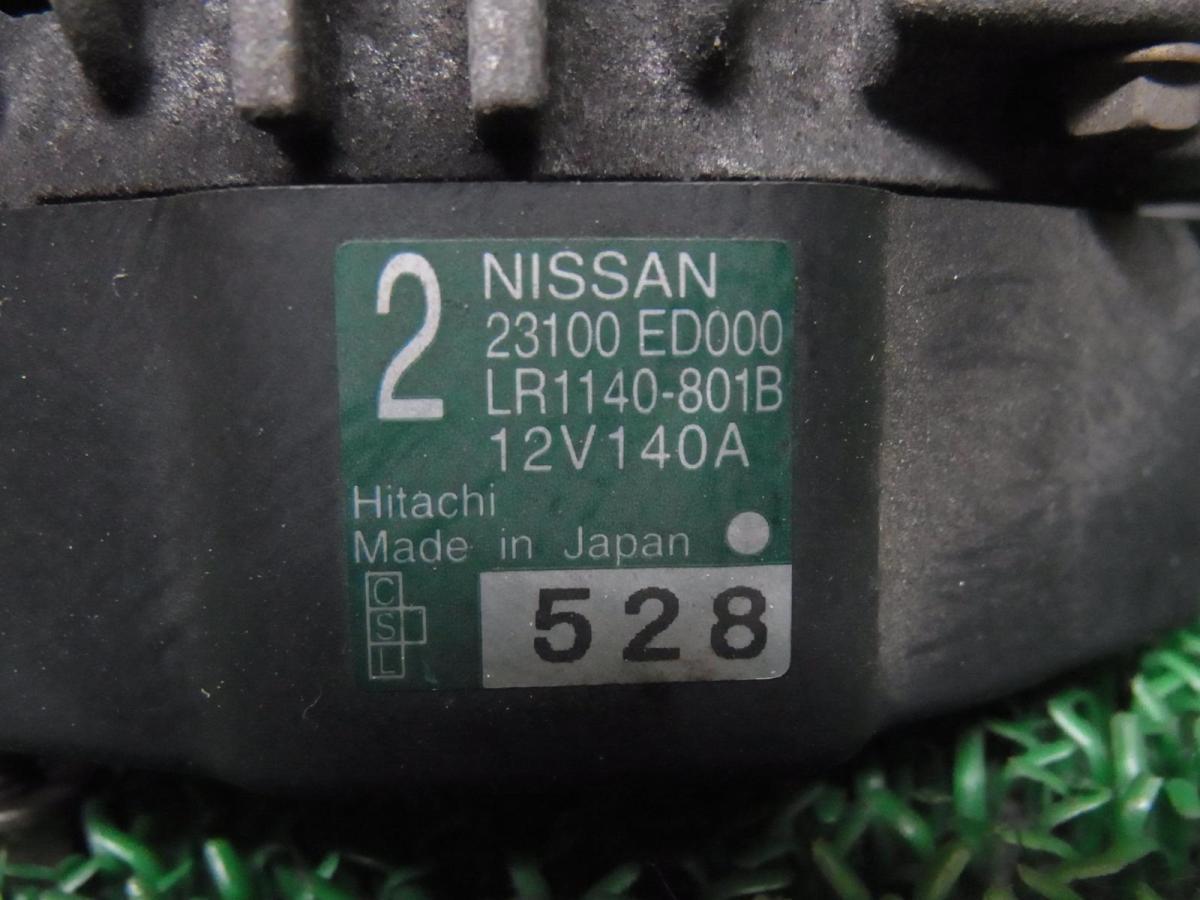 2
NISSAN
23100 ED000
LR1140-801B
12V140A
Hitachi
Made in Japan
C
S
L
528